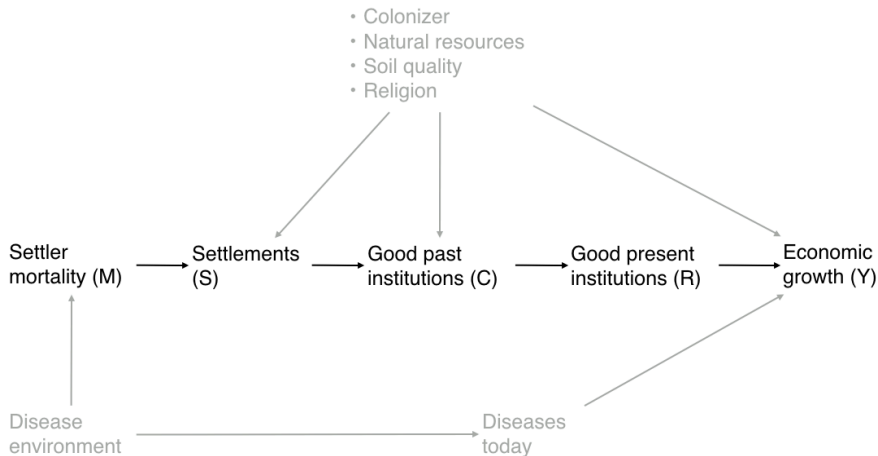 • Colonizer
• Natural resources
• Soil quality
• Religion
Settler
mortality (M)
Settlements
(S)
Good past
institutions (C)
Good present
institutions (R)
Economic
growth (Y)
Disease
environment
Diseases
today